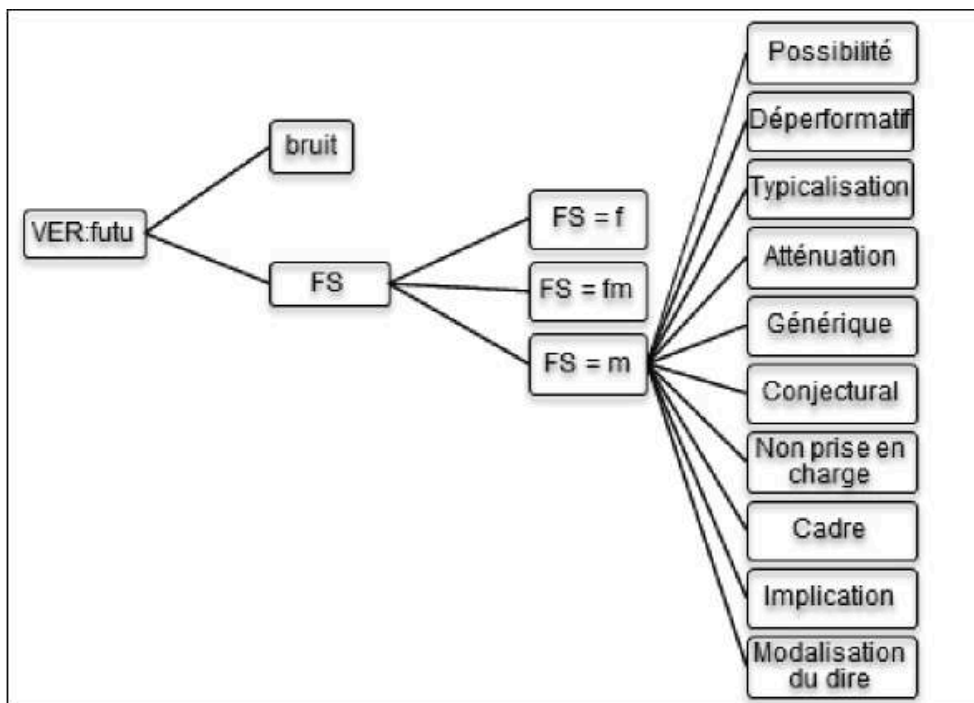 VER:futu
bruit
FS
FS = f
FS = fm
FS = m
Possibilité
Déperformatif
Typicalisation
Atténuation
Générique
Conjectural
Non prise en
charge
Cadre
Implication
Modalisation
du dire